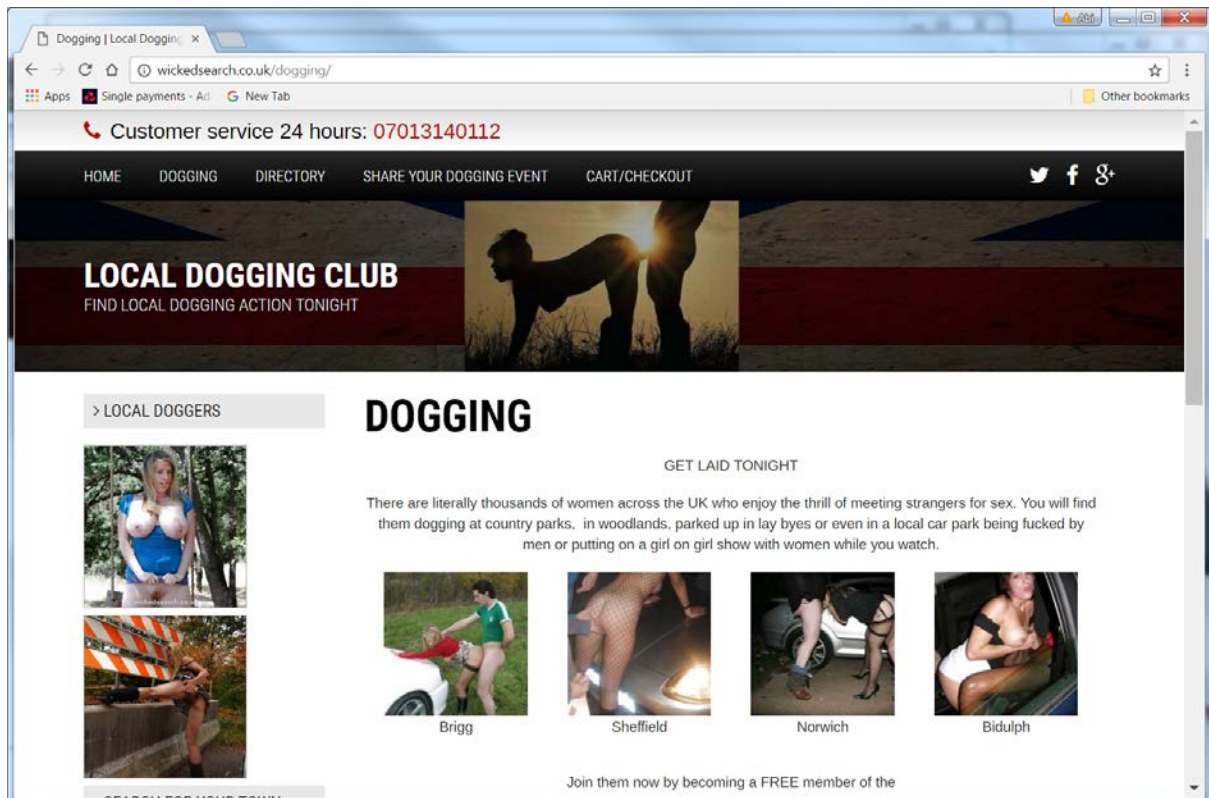 Dogging | Local Dogging
wickedsearch.co.uk/dogging/
Apps Single payments - Ad New Tab Other bookmarks
Customer service 24 hours: 07013140112
HOME DOGGING DIRECTORY SHARE YOUR DOGGING EVENT CART/CHECKOUT
LOCAL DOGGING CLUB
FIND LOCAL DOGGING ACTION TONIGHT
> LOCAL DOGGERS
DOGGING
GET LAID TONIGHT
There are literally thousands of women across the UK who enjoy the thrill of meeting strangers for sex. You will find
them dogging at country parks, in woodlands, parked up in lay byes or even in a local car park being fucked by
men or putting on a girl on girl show with women while you watch.
Brigg Sheffield Norwich Bidulph
Join them now by becoming a FREE member of the